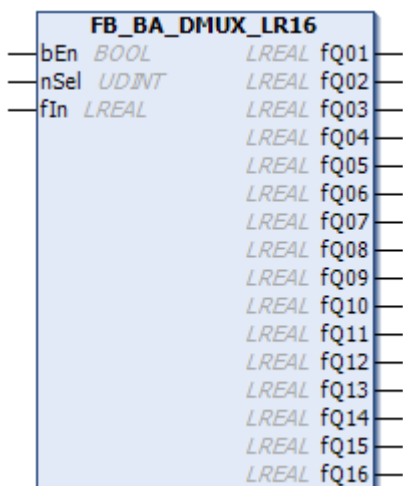 FB_BA_DMUX_LR16
bEn BOOL LREAL fQ01
nSel UDINT LREAL fQ02
fIn LREAL LREAL fQ03
LREAL fQ04
LREAL fQ05
LREAL fQ06
LREAL fQ07
LREAL fQ08
LREAL fQ09
LREAL fQ10
LREAL fQ11
LREAL fQ12
LREAL fQ13
LREAL fQ14
LREAL fQ15
LREAL fQ16